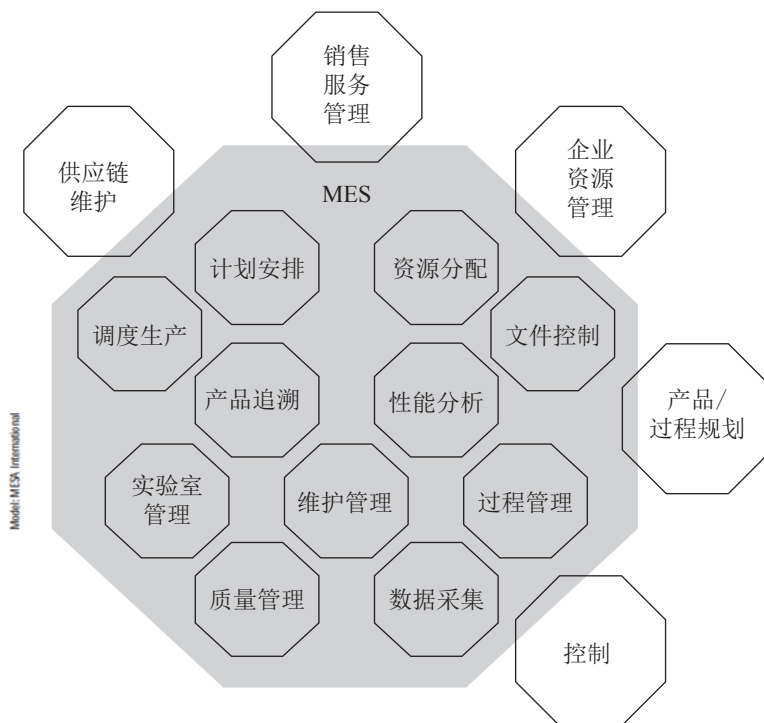 销售
服务
管理
供应链
维护
企业
资源
管理
MES
计划安排
资源分配
调度生产
文件控制
产品追溯
性能分析
产品/
过程规划
实验室
管理
维护管理
过程管理
质量管理
数据采集
控制
Model: MESA International